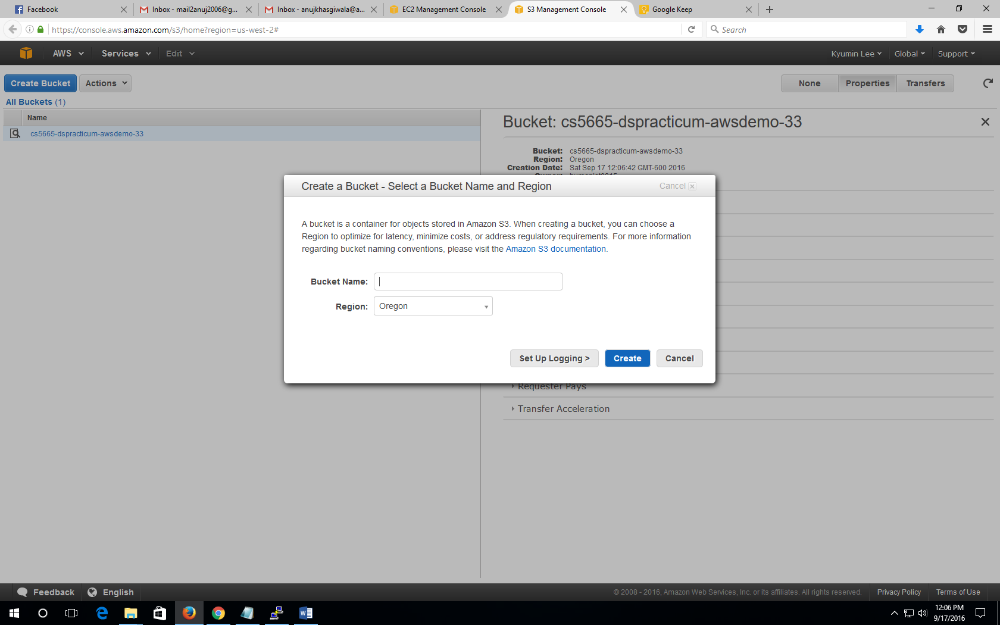 Facebook
Inbox - mail2anuj2006@g...
Inbox - anujkhasgiwala@a...
EC2 Management Console
S3 Management Console
Google Keep
https://console.aws.amazon.com/s3/home?region=us-west-2#
Search
AWS
Services
Edit
Kyumin Lee
Global
Support
Create Bucket
Actions
None
Properties
Transfers
All Buckets (1)
Name
cs5665-dspracticum-awsdemo-33
Bucket: cs5665-dspracticum-awsdemo-33
Bucket: cs5665-dspracticum-awsdemo-33
Region: Oregon
Creation Date: Sat Sep 17 12:06:42 GMT-600 2016
Create a Bucket - Select a Bucket Name and Region
Cancel
A bucket is a container for objects stored in Amazon S3. When creating a bucket, you can choose a
Region to optimize for latency, minimize costs, or address regulatory requirements. For more information
regarding bucket naming conventions, please visit the Amazon S3 documentation.
Bucket Name:
Region: Oregon
Set Up Logging >
Create
Cancel
Requester Pays
Transfer Acceleration
Feedback
English
© 2008 - 2016, Amazon Web Services, Inc. or its affiliates. All rights reserved.
Privacy Policy
Terms of Use
12:06 PM
9/17/2016